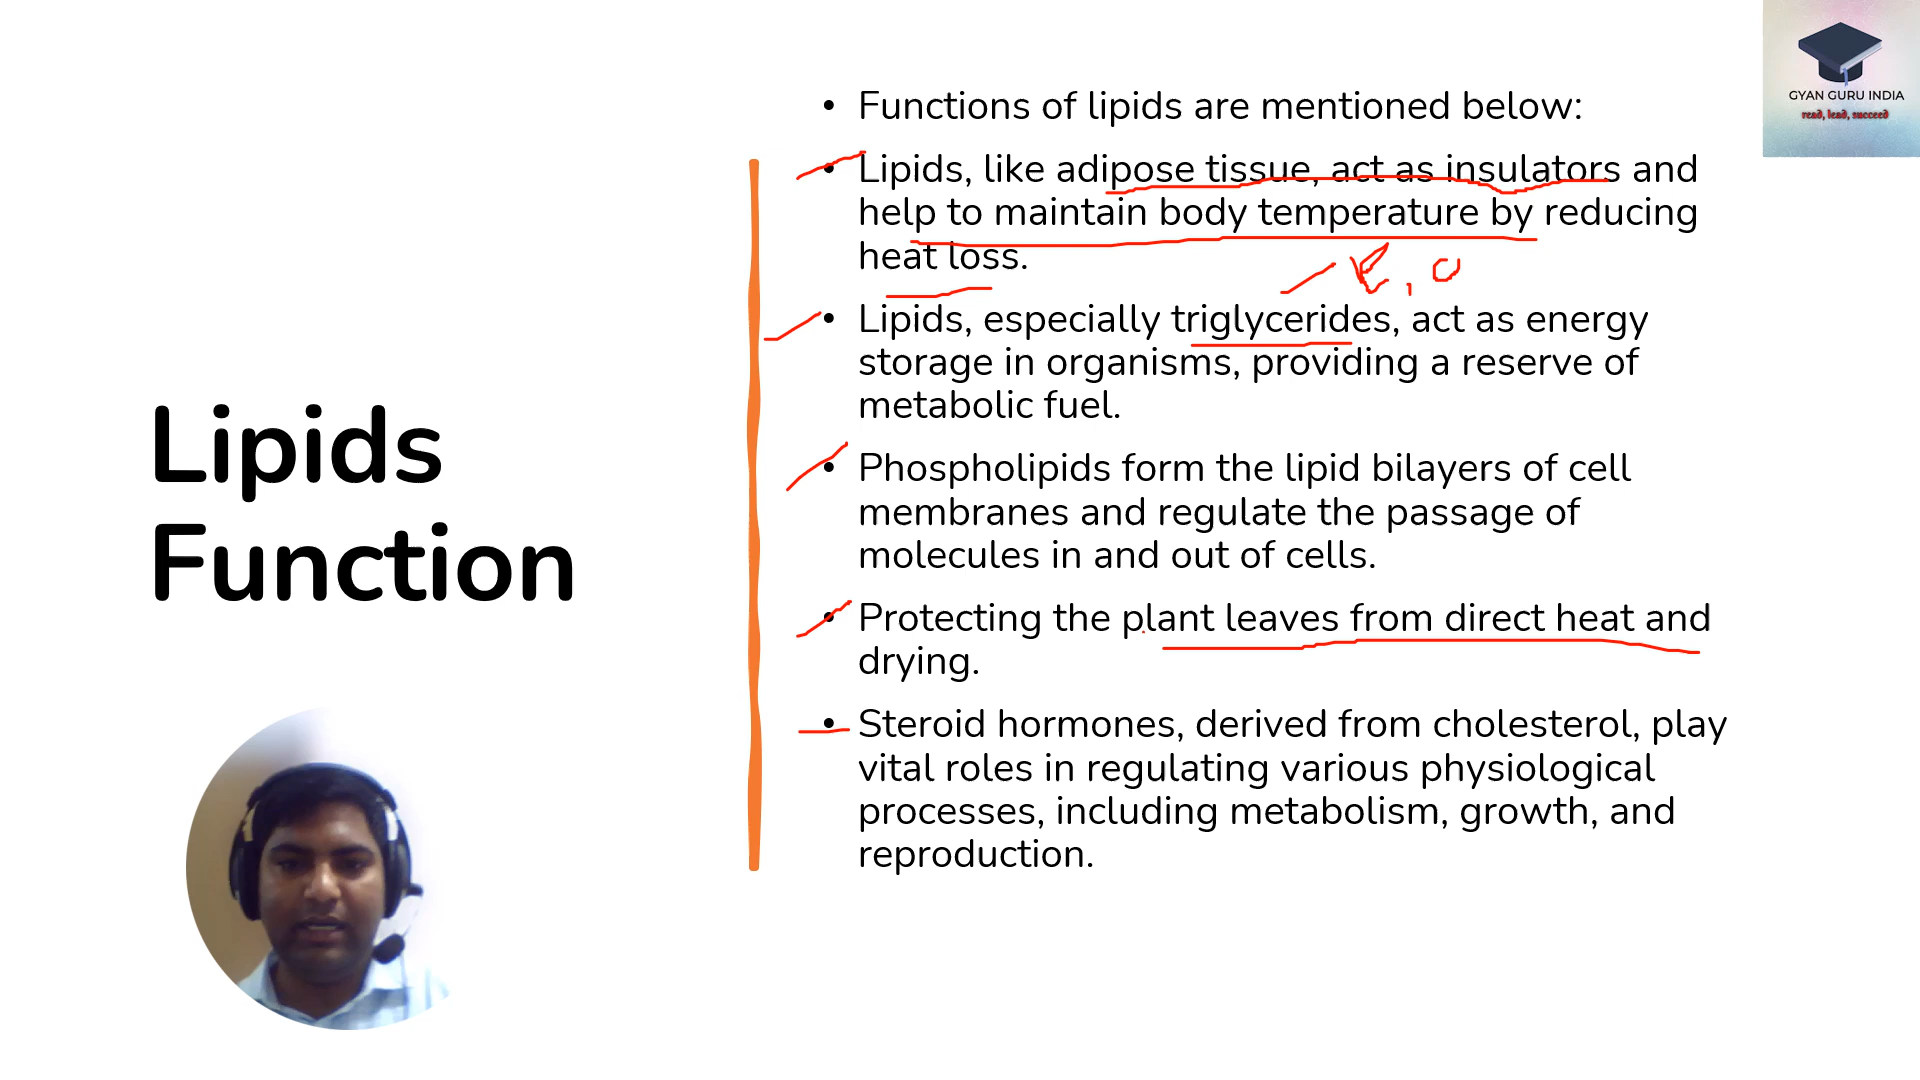 GYAN GURU INDIA
read, lead, succeed
Lipids
Function
• Functions of lipids are mentioned below:
• Lipids, like adipose tissue, act as insulators and
help to maintain body temperature by reducing
heat loss.
• Lipids, especially triglycerides, act as energy
storage in organisms, providing a reserve of
metabolic fuel.
• Phospholipids form the lipid bilayers of cell
membranes and regulate the passage of
molecules in and out of cells.
• Protecting the plant leaves from direct heat and
drying.
• Steroid hormones, derived from cholesterol, play
vital roles in regulating various physiological
processes, including metabolism, growth, and
reproduction.